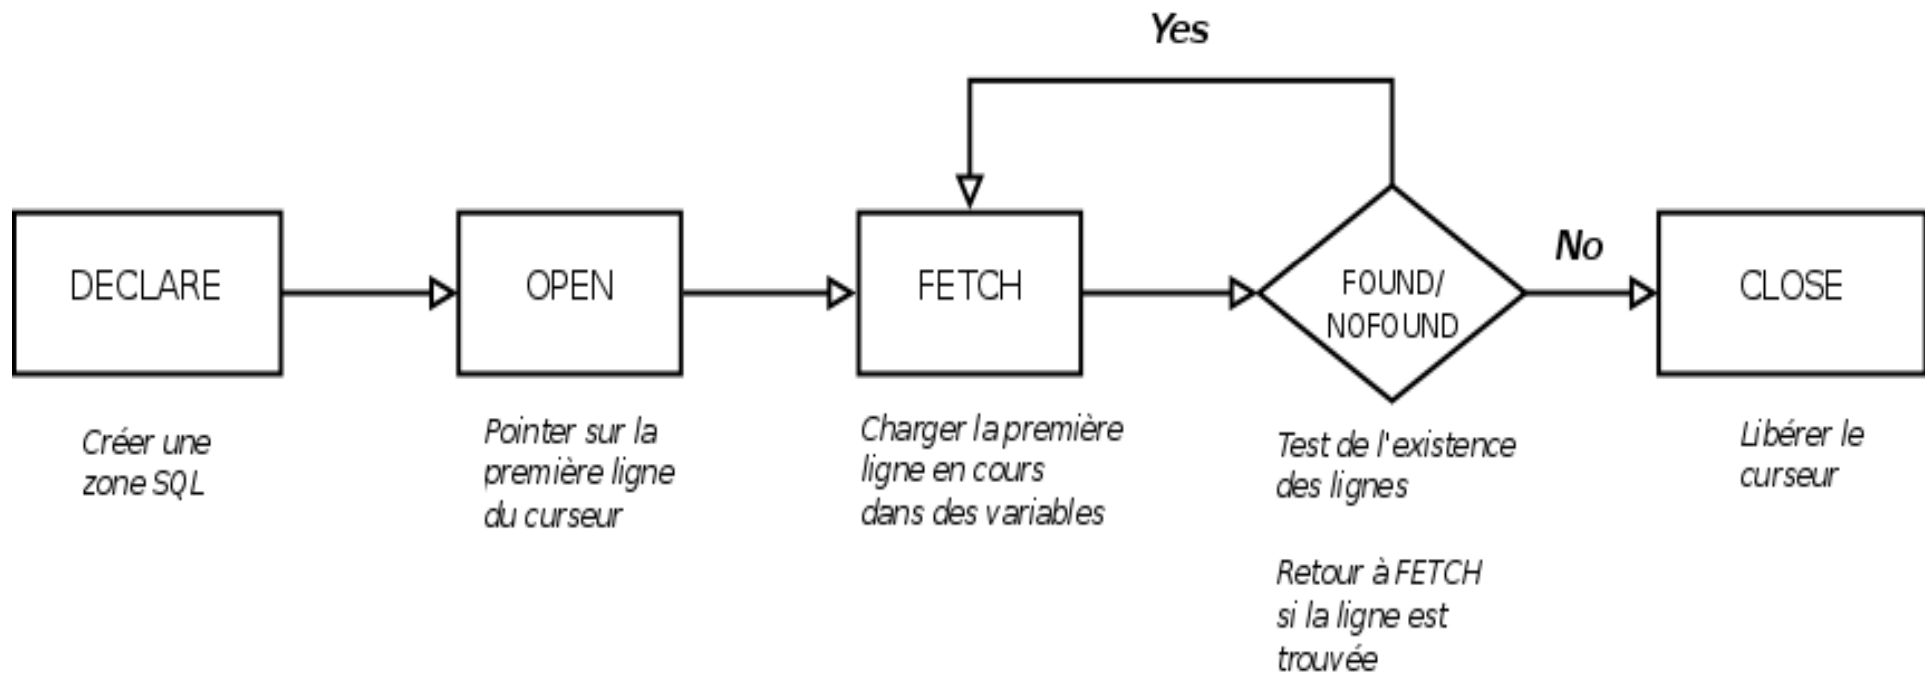 Yes
No
DECLARE
OPEN
FETCH
FOUND/
NOFOUND
CLOSE
Créer une
zone SQL
Pointer sur la
première ligne
du curseur
Charger la première
ligne en cours
dans des variables
Test de l'existence
des lignes
Retour à FETCH
si la ligne est
trouvée
Libérer le
curseur